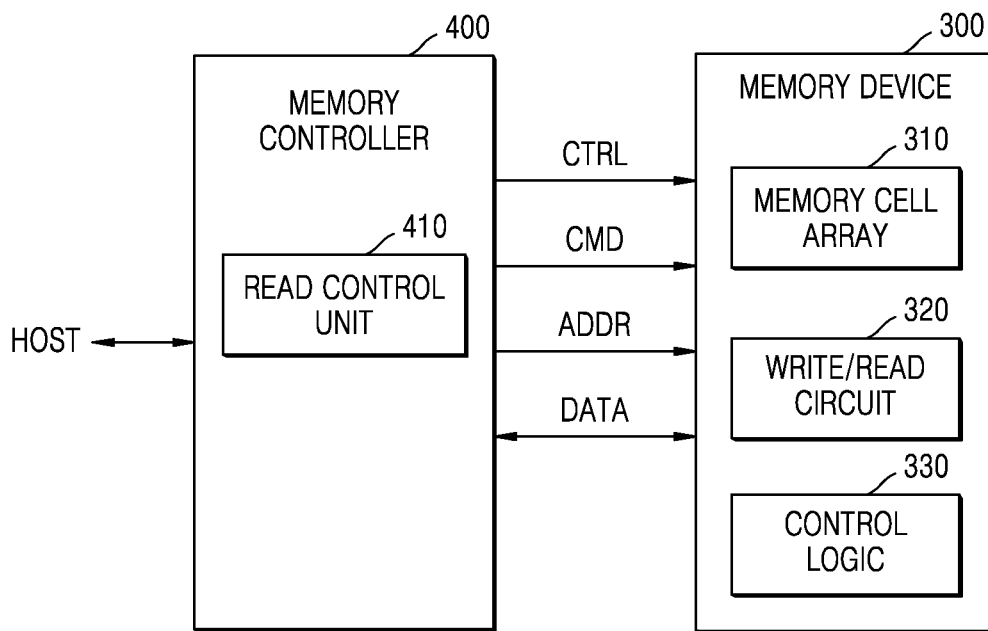 400
MEMORY
CONTROLLER
410
READ CONTROL
UNIT
HOST
CTRL
CMD
ADDR
DATA
300
MEMORY DEVICE
310
MEMORY CELL
ARRAY
320
WRITE/READ
CIRCUIT
330
CONTROL
LOGIC